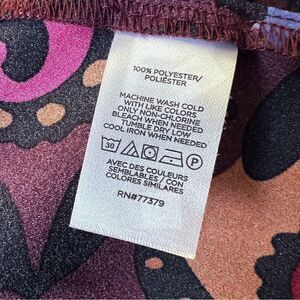 100% POLYESTER/
POLIÉSTER
MACHINE WASH COLD
WITH LIKE COLORS
ONLY NON-CHLORINE
BLEACH WHEN NEEDED
TUMBLE DRY LOW
COOL IRON WHEN NEEDED
30 P
AVEC DES COULEURS
SEMBLABLES / CON
COLORES SIMILARES
RN#77379